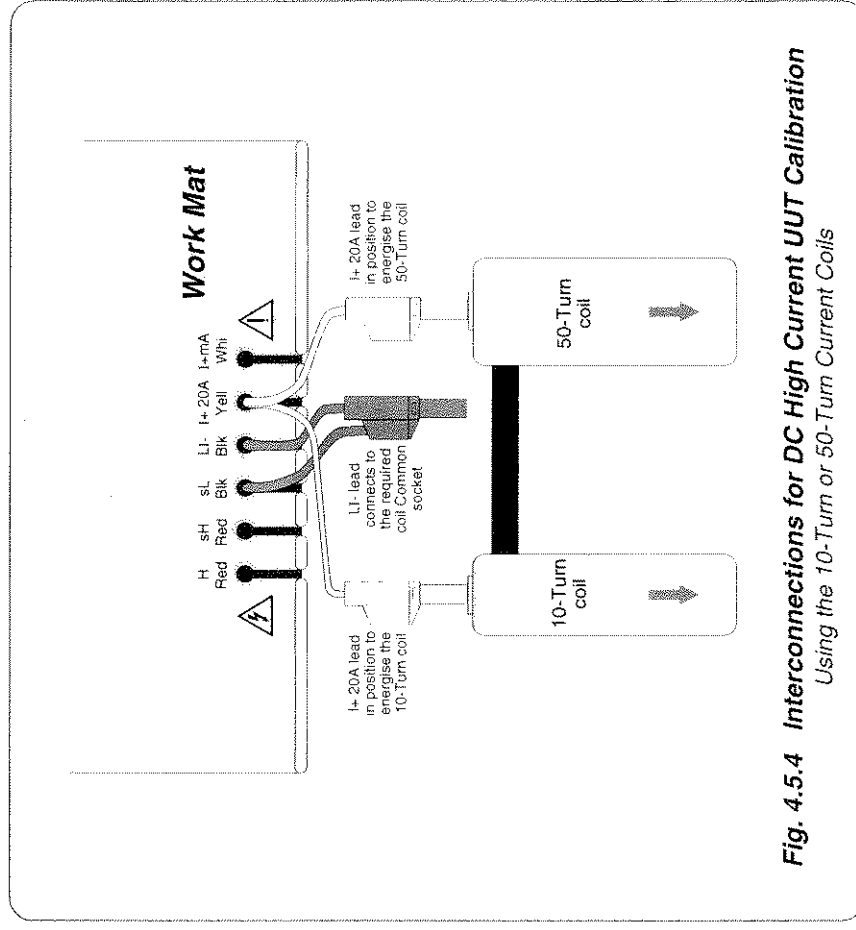 Work Mat
H
Red
sH
Red
sL
Blk
LI-
Blk
I+ 20A
Yell
I+mA
Whi
I+ 20A lead
in position to
energise the
10-Turn coil
LI- lead
connects to
the required
coil Common
socket
I+ 20A lead
in position to
energise the
50-Turn coil
10-Turn
coil
50-Turn
coil
Fig. 4.5.4 Interconnections for DC High Current UUT Calibration
Using the 10-Turn or 50-Turn Current Coils